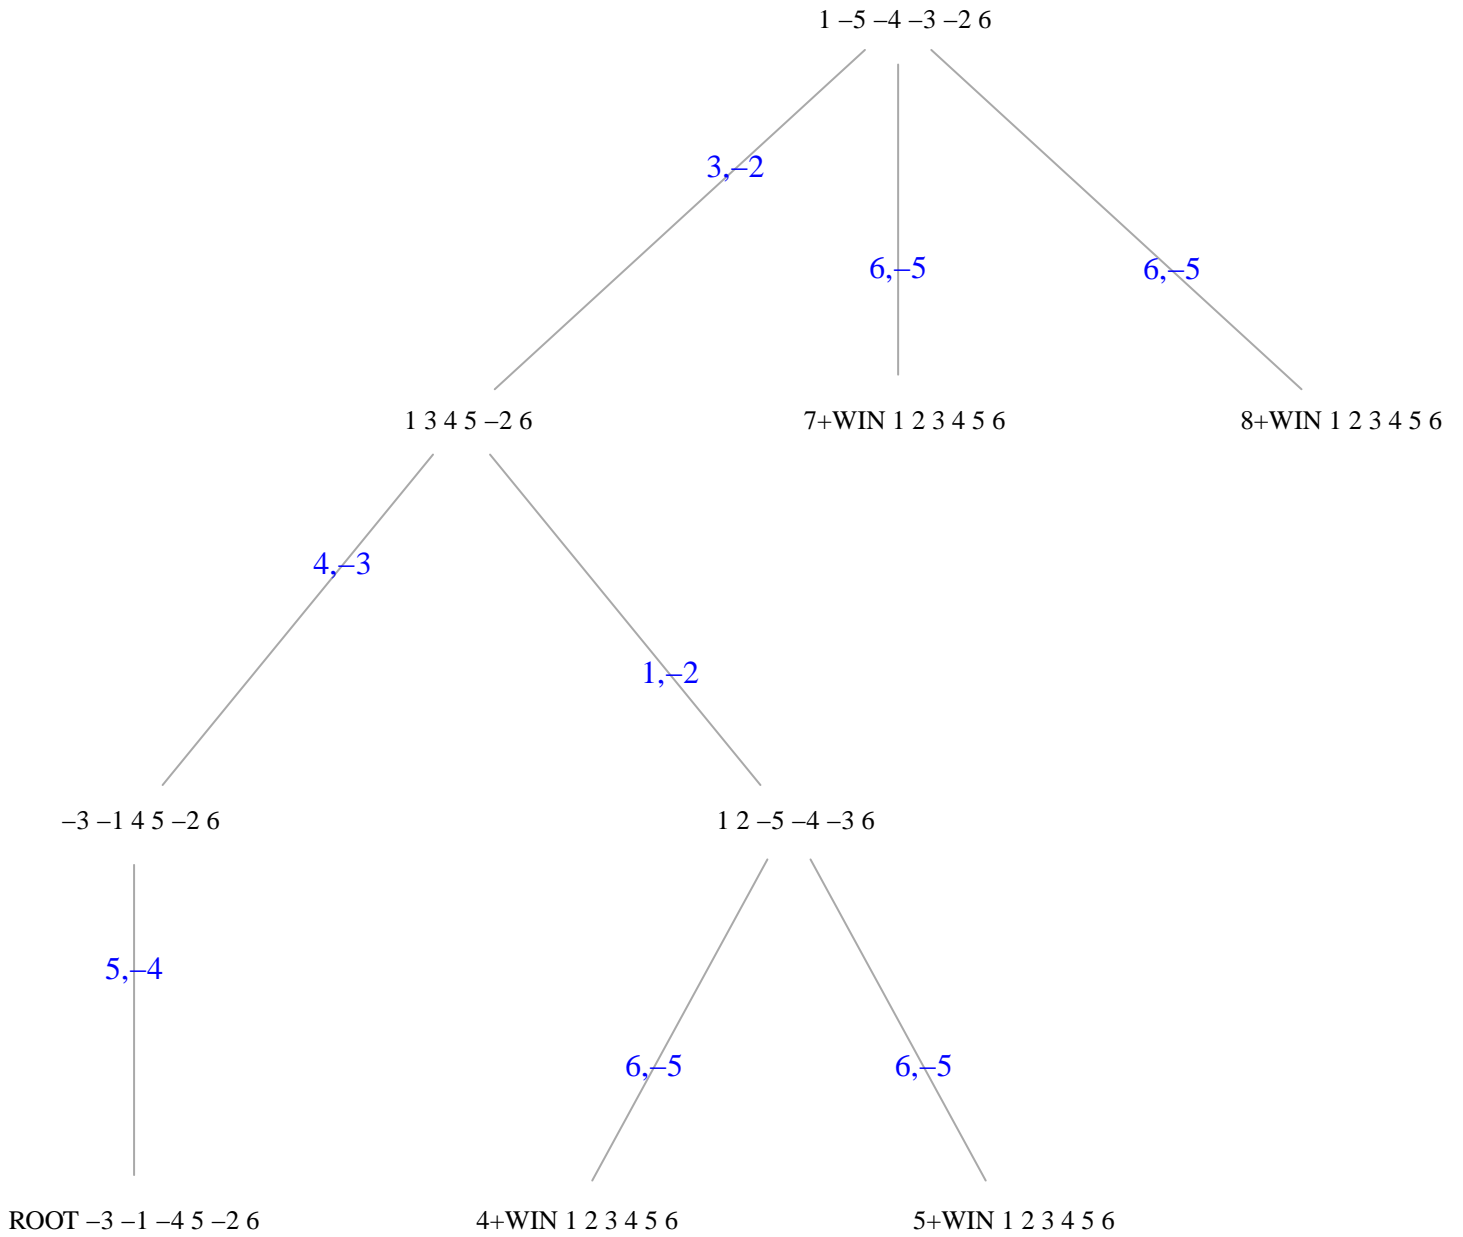 1 –5 –4 –3 –2 6
3,–2
6,–5
6,–5
1 3 4 5 –2 6
7+WIN 1 2 3 4 5 6
8+WIN 1 2 3 4 5 6
4,–3
1,–2
–3 –1 4 5 –2 6
1 2 –5 –4 –3 6
5,–4
6,–5
6,–5
ROOT –3 –1 –4 5 –2 6
4+WIN 1 2 3 4 5 6
5+WIN 1 2 3 4 5 6